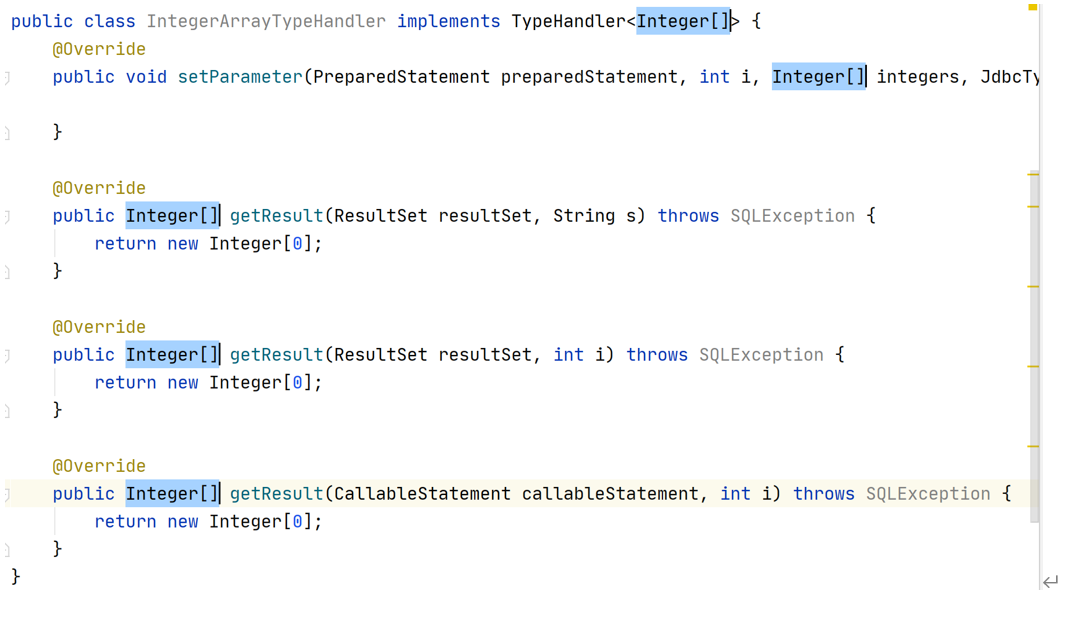 public class IntegerArrayTypeHandler implements TypeHandler<Integer[]> {
    @Override
    public void setParameter(PreparedStatement preparedStatement, int i, Integer[] integers, JdbcTy

    }

    @Override
    public Integer[] getResult(ResultSet resultSet, String s) throws SQLException {
        return new Integer[0];
    }

    @Override
    public Integer[] getResult(ResultSet resultSet, int i) throws SQLException {
        return new Integer[0];
    }

    @Override
    public Integer[] getResult(CallableStatement callableStatement, int i) throws SQLException {
        return new Integer[0];
    }
}